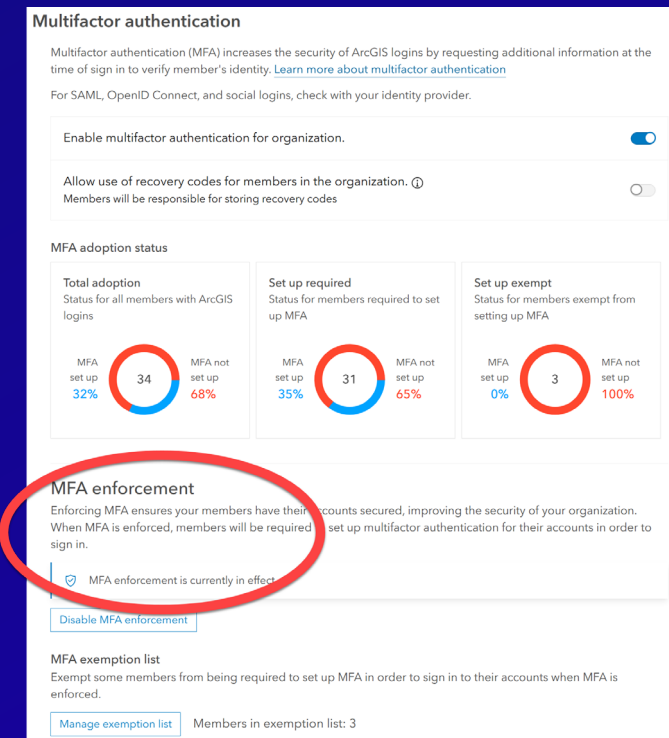 Multifactor authentication
Multifactor authentication (MFA) increases the security of ArcGIS logins by requesting additional information at the
time of sign in to verify member's identity. Learn more about multifactor authentication
For SAML, OpenID Connect, and social logins, check with your identity provider.
Enable multifactor authentication for organization.
Allow use of recovery codes for members in the organization.
Members will be responsible for storing recovery codes
MFA adoption status
Total adoption
Status for all members with ArcGIS
logins
MFA
set up
32%
34
MFA not
set up
68%
Set up required
Status for members required to set
up MFA
MFA
set up
35%
31
MFA not
set up
65%
Set up exempt
Status for members exempt from
setting up MFA
MFA
set up
0%
3
MFA not
set up
100%
MFA enforcement
Enforcing MFA ensures your members have their accounts secured, improving the security of your organization.
When MFA is enforced, members will be required set up multifactor authentication for their accounts in order to
sign in.
MFA enforcement is currently in effect
Disable MFA enforcement
MFA exemption list
Exempt some members from being required to set up MFA in order to sign in to their accounts when MFA is
enforced.
Manage exemption list Members in exemption list: 3